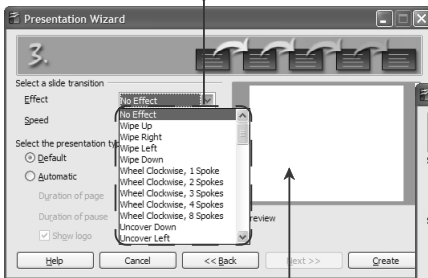 Presentation Wizard
3.
Select a slide transition
Effect
No Effect
Speed
No Effect
Wipe Up
Wipe Right
Wipe Left
Wipe Down
Wheel Clockwise, 1 Spoke
Wheel Clockwise, 2 Spokes
Wheel Clockwise, 3 Spokes
Wheel Clockwise, 4 Spokes
Wheel Clockwise, 8 Spokes
Uncover Down
Uncover Left
Select the presentation typ
Default
Automatic
Duration of page
Duration of pause
Show logo
review
Help
Cancel
<< Back
Next >>
Create